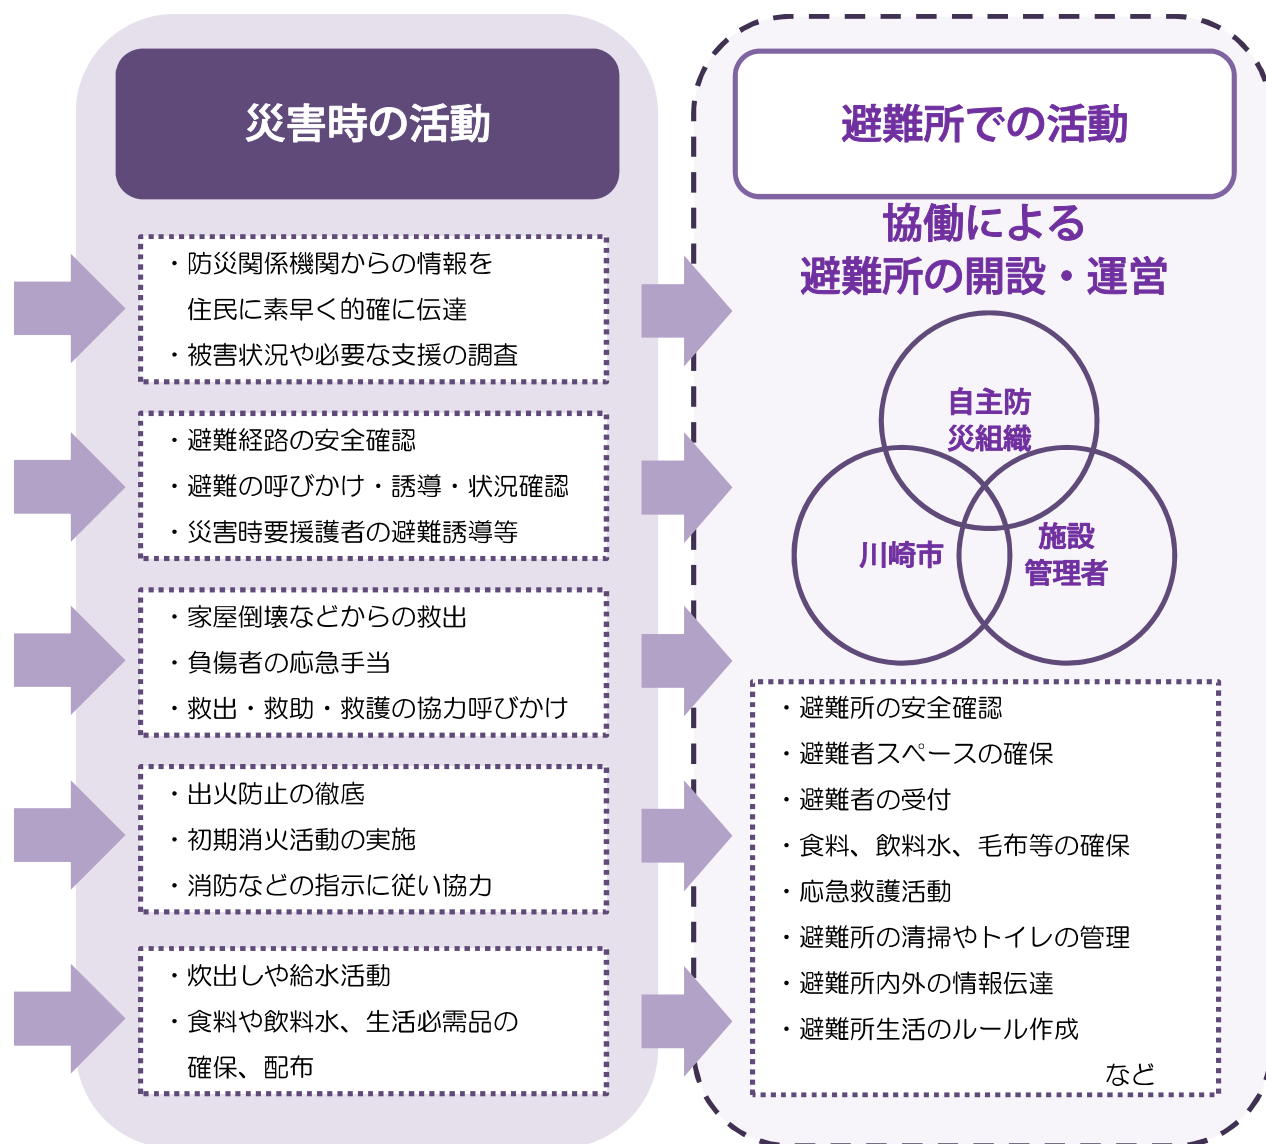 災害時の活動
・防災関係機関からの情報を
住民に素早く的確に伝達
・被害状況や必要な支援の調査
・避難経路の安全確認
・避難の呼びかけ・誘導・状況確認
・災害時要援護者の避難誘導等
・家屋倒壊などからの救出
・負傷者の応急手当
・救出・救助・救護の協力呼びかけ
・出火防止の徹底
・初期消火活動の実施
・消防などの指示に従い協力
・炊出しや給水活動
・食料や飲料水、生活必需品の
確保、配布
避難所での活動
協働による
避難所の開設・運営
自主防
災組織
川崎市
施設
管理者
・避難所の安全確認
・避難者スペースの確保
・避難者の受付
・食料、飲料水、毛布等の確保
・応急救護活動
・避難所の清掃やトイレの管理
・避難所内外の情報伝達
・避難所生活のルール作成
など